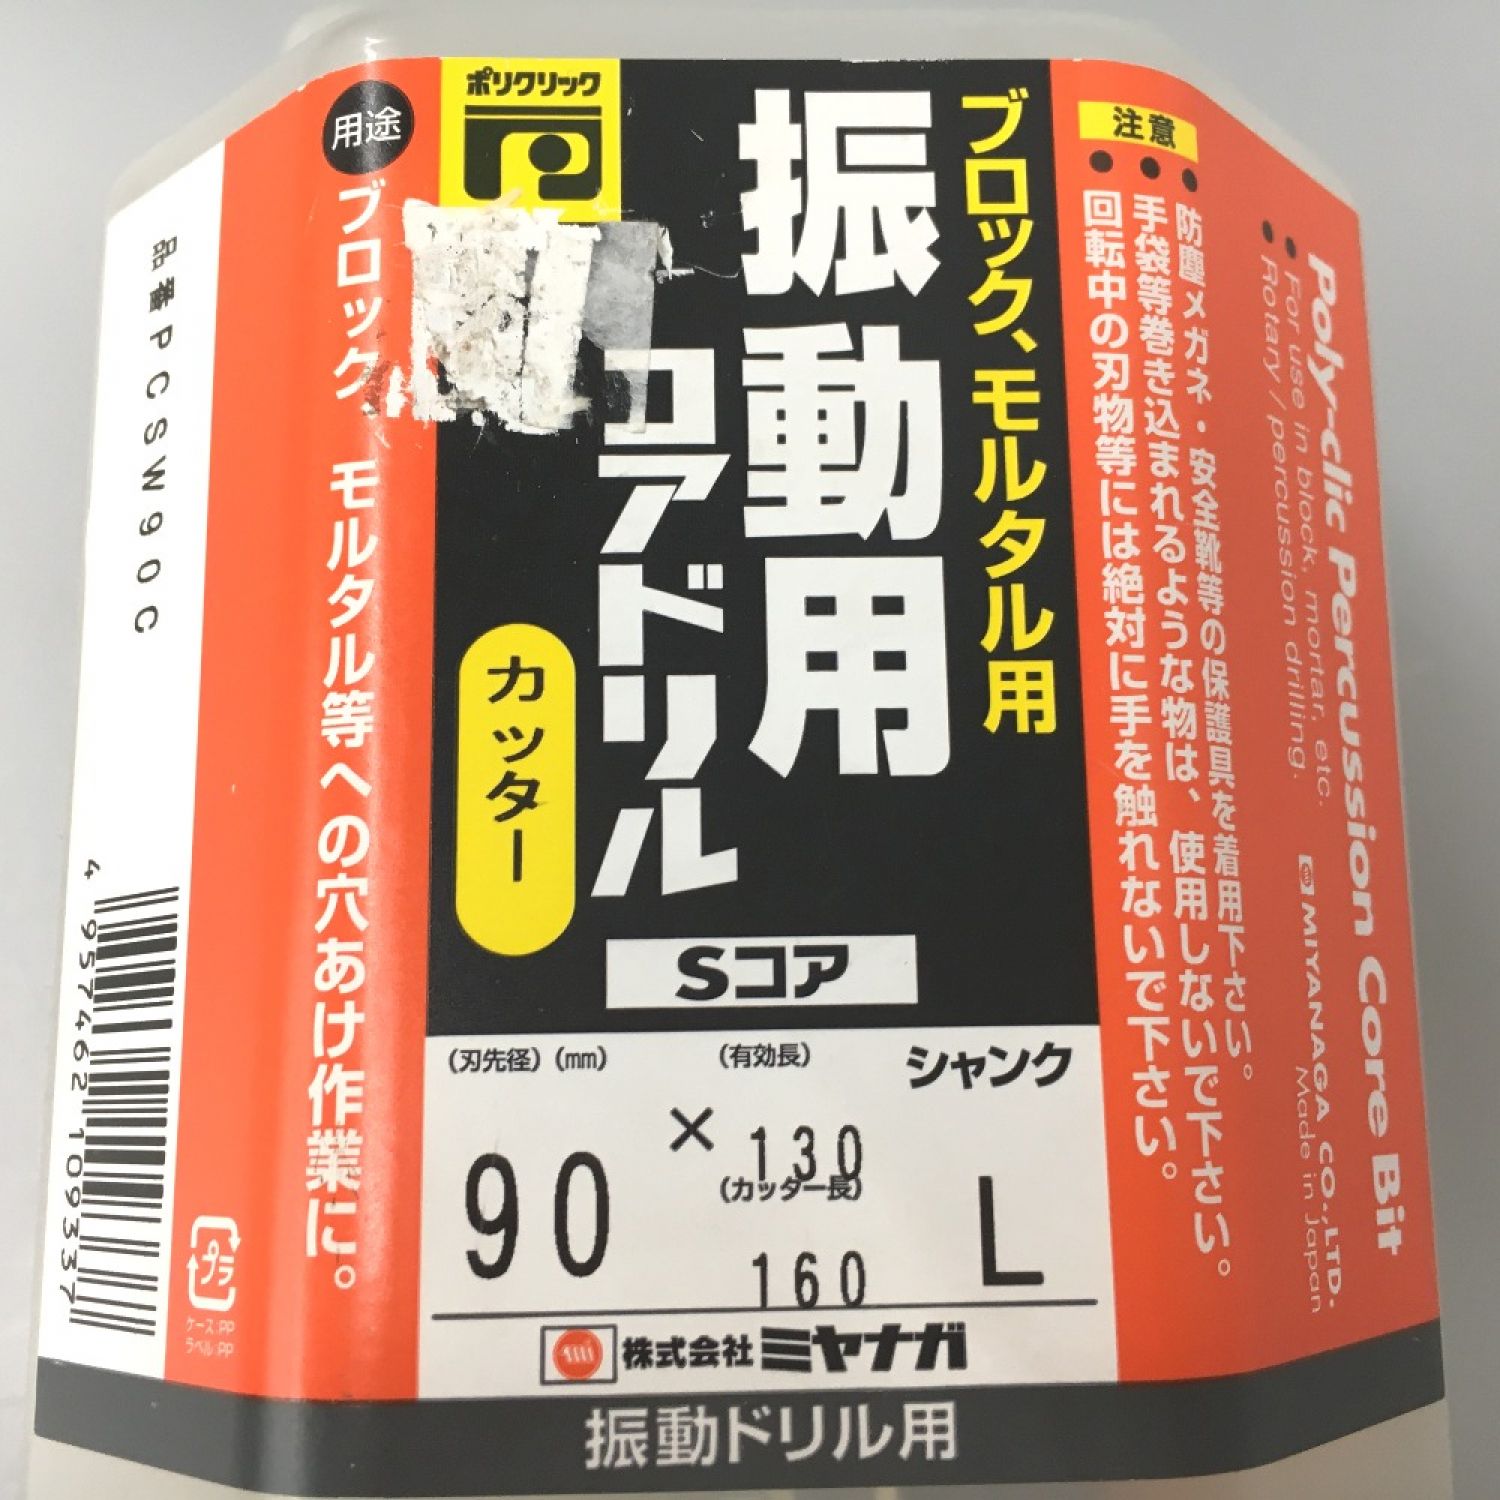 注意
防塵メガネ・安全靴等の保護具を着用下さい。
手袋等巻き込まれるような物は、使用しないで下さい。
回転中の刃物等には絶対に手を触れないで下さい。
Poly-clic Percussion Core Bit
For use in block, mortar, etc.
Rotary / percussion drilling.
MIYANAGA CO.,LTD.
Made in Japan
ブロック、モルタル用
振動用
コアドリル
カッター
ポリクリック
Sコア
(刃先径)(mm)
90
×
(有効長)
130
(カッター長)
160
シャンク
L
株式会社ミヤナガ
振動ドリル用
用途
ブロック、モルタル等への穴あけ作業に。
プラ
ケース:PP
ラベル:PP
品番PCSW90C
4957462109337